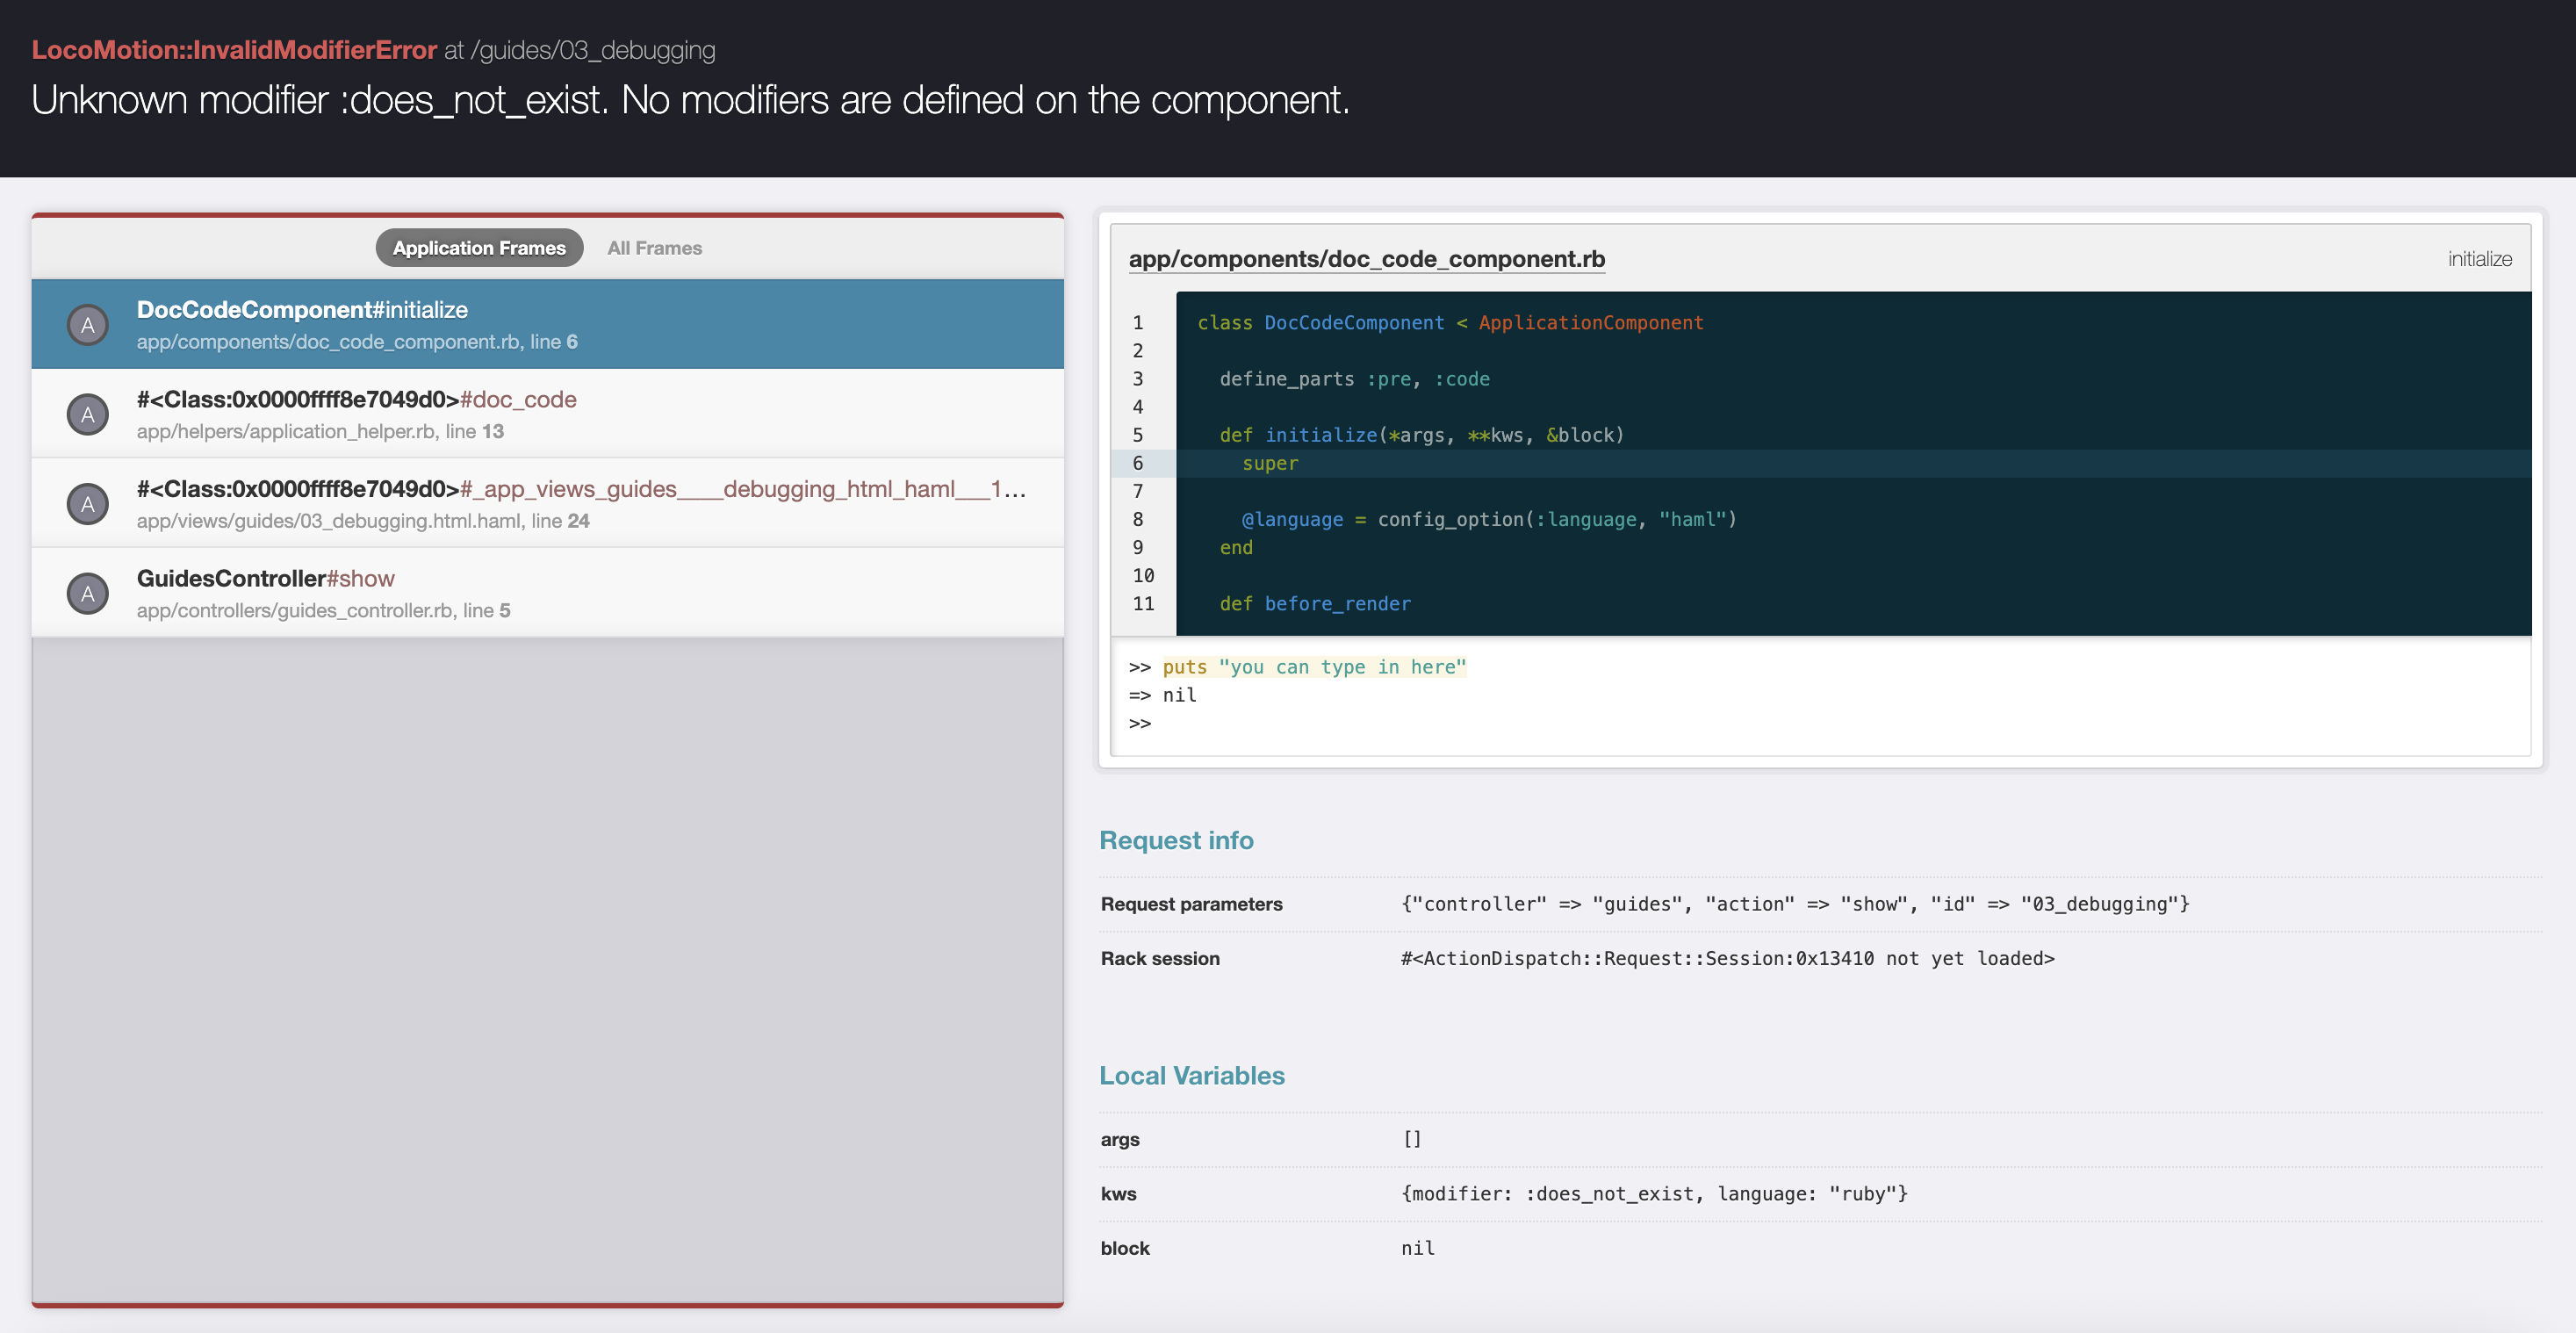 LocoMotion::InvalidModifierError at /guides/03_debugging
Unknown modifier :does_not_exist. No modifiers are defined on the component.
Application Frames All Frames
A
DocCodeComponent#initialize
app/components/doc_code_component.rb, line 6
A
#<Class:0x0000ffff8e7049d0>#doc_code
app/helpers/application_helper.rb, line 13
A
#<Class:0x0000ffff8e7049d0>#_app_views_guides____debugging_html_haml___1...
app/views/guides/03_debugging.html.haml, line 24
A
GuidesController#show
app/controllers/guides_controller.rb, line 5
app/components/doc_code_component.rb initialize
1 class DocCodeComponent < ApplicationComponent
2
3 define_parts :pre, :code
4
5 def initialize(*args, **kws, &block)
6 super
7
8 @language = config_option(:language, "haml")
9 end
10
11 def before_render
>> puts "you can type in here"
=> nil
>>
Request info
Request parameters {"controller" => "guides", "action" => "show", "id" => "03_debugging"}
Rack session #<ActionDispatch::Request::Session:0x13410 not yet loaded>
Local Variables
args []
kws {modifier: :does_not_exist, language: "ruby"}
block nil